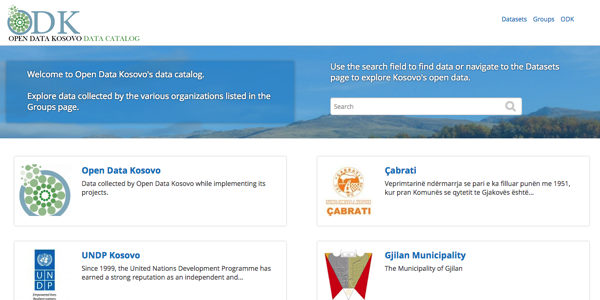 ODK
OPEN DATA KOSOVO DATA CATALOG
Datasets Groups ODK
Welcome to Open Data Kosovo's data catalog.
Explore data collected by the various organizations listed in the
Groups page.
Use the search field to find data or navigate to the Datasets
page to explore Kosovo's open data.
Search
Open Data Kosovo
Data collected by Open Data Kosovo while implementing its
projects.
ÇABRATI
Çabrati
Veprimtarinë ndërmarrja se pari e ka filluar punën me 1951,
kur pran Komunës se qytetit te Gjakovës është...
UN
DP
UNDP Kosovo
Since 1999, the United Nations Development Programme has
earned a strong reputation as an independent and...
Gjilan Municipality
The Municipality of Gjilan